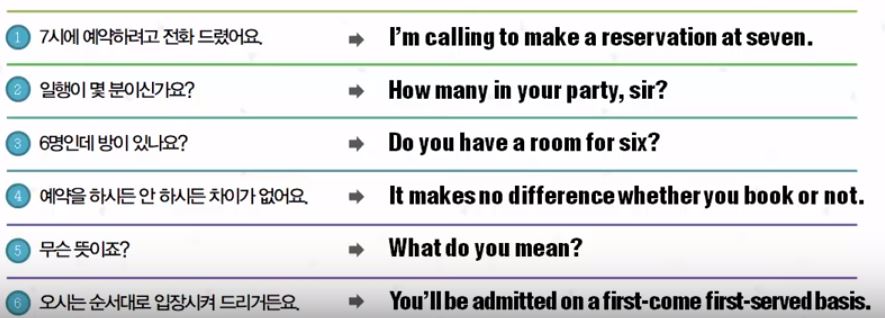 1 7시에 예약하려고 전화 드렸어요. ➡ I'm calling to make a reservation at seven.
2 일행이 몇 분이신가요? ➡ How many in your party, sir?
3 6명인데 방이 있나요? ➡ Do you have a room for six?
4 예약을 하시든 안 하시든 차이가 없어요. ➡ It makes no difference whether you book or not.
5 무슨 뜻이죠? ➡ What do you mean?
6 오시는 순서대로 입장시켜 드리거든요. ➡ You'll be admitted on a first-come first-served basis.